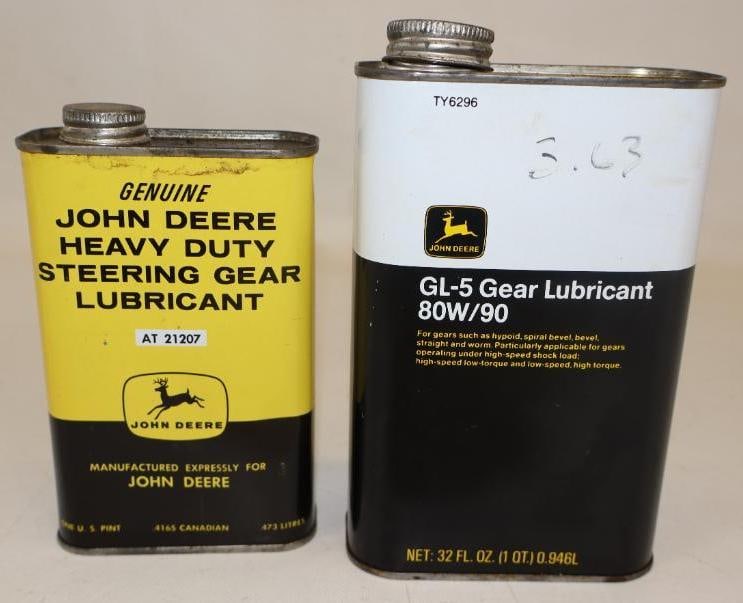 GENUINE
JOHN DEERE
HEAVY DUTY
STEERING GEAR
LUBRICANT
AT 21207
JOHN DEERE
MANUFACTURED EXPRESSLY FOR
JOHN DEERE
ONE U.S. PINT .4165 CANADIAN .473 LITRES
TY6296
3.63
JOHN DEERE
GL-5 Gear Lubricant
80W/90
For gears such as hypoid, spiral bevel, bevel,
straight and worm. Particularly applicable for gears
operating under high-speed shock load;
high-speed low-torque and low-speed, high torque.
NET: 32 FL. OZ. (1 QT.) 0.946L